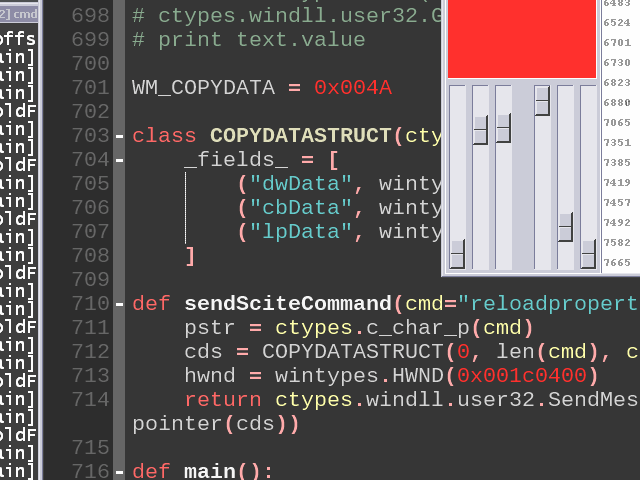 2] cmd
offs
ain]
ain]
oldF
ain]
ain]
oldF
ain]
ain]
oldF
ain]
ain]
oldF
ain]
ain]
oldF
ain]
ain]
oldF
ain]
698 # ctypes.windll.user32.G
699 # print text.value
700
701 WM_COPYDATA = 0x004A
702
703 class COPYDATASTRUCT(cty
704 _fields_ = [
705 ("dwData", winty
706 ("cbData", winty
707 ("lpData", winty
708 ]
709
710 def sendSciteCommand(cmd="reloadpropert
711 pstr = ctypes.c_char_p(cmd)
712 cds = COPYDATASTRUCT(0, len(cmd), c
713 hwnd = wintypes.HWND(0x001c0400)
714 return ctypes.windll.user32.SendMes
pointer(cds))
715
716 def main():
6483
6524
6701
6730
6823
6880
7065
7351
7385
7419
7457
7492
7582
7665